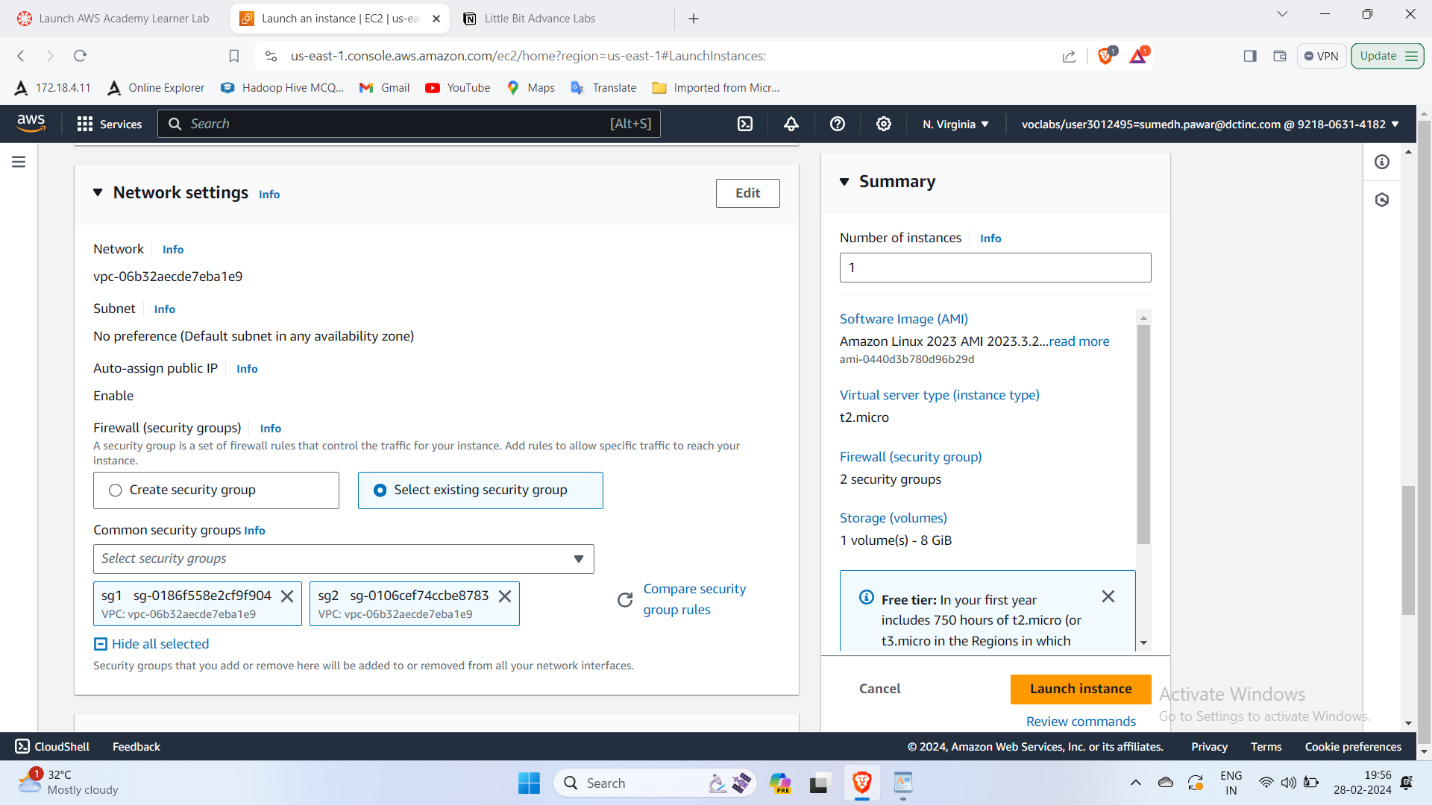 Launch AWS Academy Learner Lab
Launch an instance | EC2 | us-ea
Little Bit Advance Labs
us-east-1.console.aws.amazon.com/ec2/home?region=us-east-1#LaunchInstances:
1
1
VPN
Update
172.18.4.11
Online Explorer
Hadoop Hive MCQ...
Gmail
YouTube
Maps
Translate
Imported from Micr...
aws
Services
Search
[Alt+S]
N. Virginia
voclabs/user3012495=sumedh.pawar@dctinc.com @ 9218-0631-4182
Network settings Info
Edit
Network Info
vpc-06b32aecde7eba1e9
Subnet Info
No preference (Default subnet in any availability zone)
Auto-assign public IP Info
Enable
Firewall (security groups) Info
A security group is a set of firewall rules that control the traffic for your instance. Add rules to allow specific traffic to reach your
instance.
Create security group
Select existing security group
Common security groups Info
Select security groups
sg1 sg-0186f558e2cf9f904
VPC: vpc-06b32aecde7eba1e9
sg2 sg-0106cef74ccbe8783
VPC: vpc-06b32aecde7eba1e9
Compare security
group rules
Hide all selected
Security groups that you add or remove here will be added to or removed from all your network interfaces.
Summary
Number of instances Info
1
Software Image (AMI)
Amazon Linux 2023 AMI 2023.3.2...read more
ami-0440d3b780d96b29d
Virtual server type (instance type)
t2.micro
Firewall (security group)
2 security groups
Storage (volumes)
1 volume(s) - 8 GiB
Free tier: In your first year
includes 750 hours of t2.micro (or
t3.micro in the Regions in which
Cancel
Launch instance
Review commands
Activate Windows
Go to Settings to activate Windows.
CloudShell
Feedback
© 2024, Amazon Web Services, Inc. or its affiliates.
Privacy
Terms
Cookie preferences
1
32°C
Mostly cloudy
Search
PRE
ENG
IN
19:56
28-02-2024